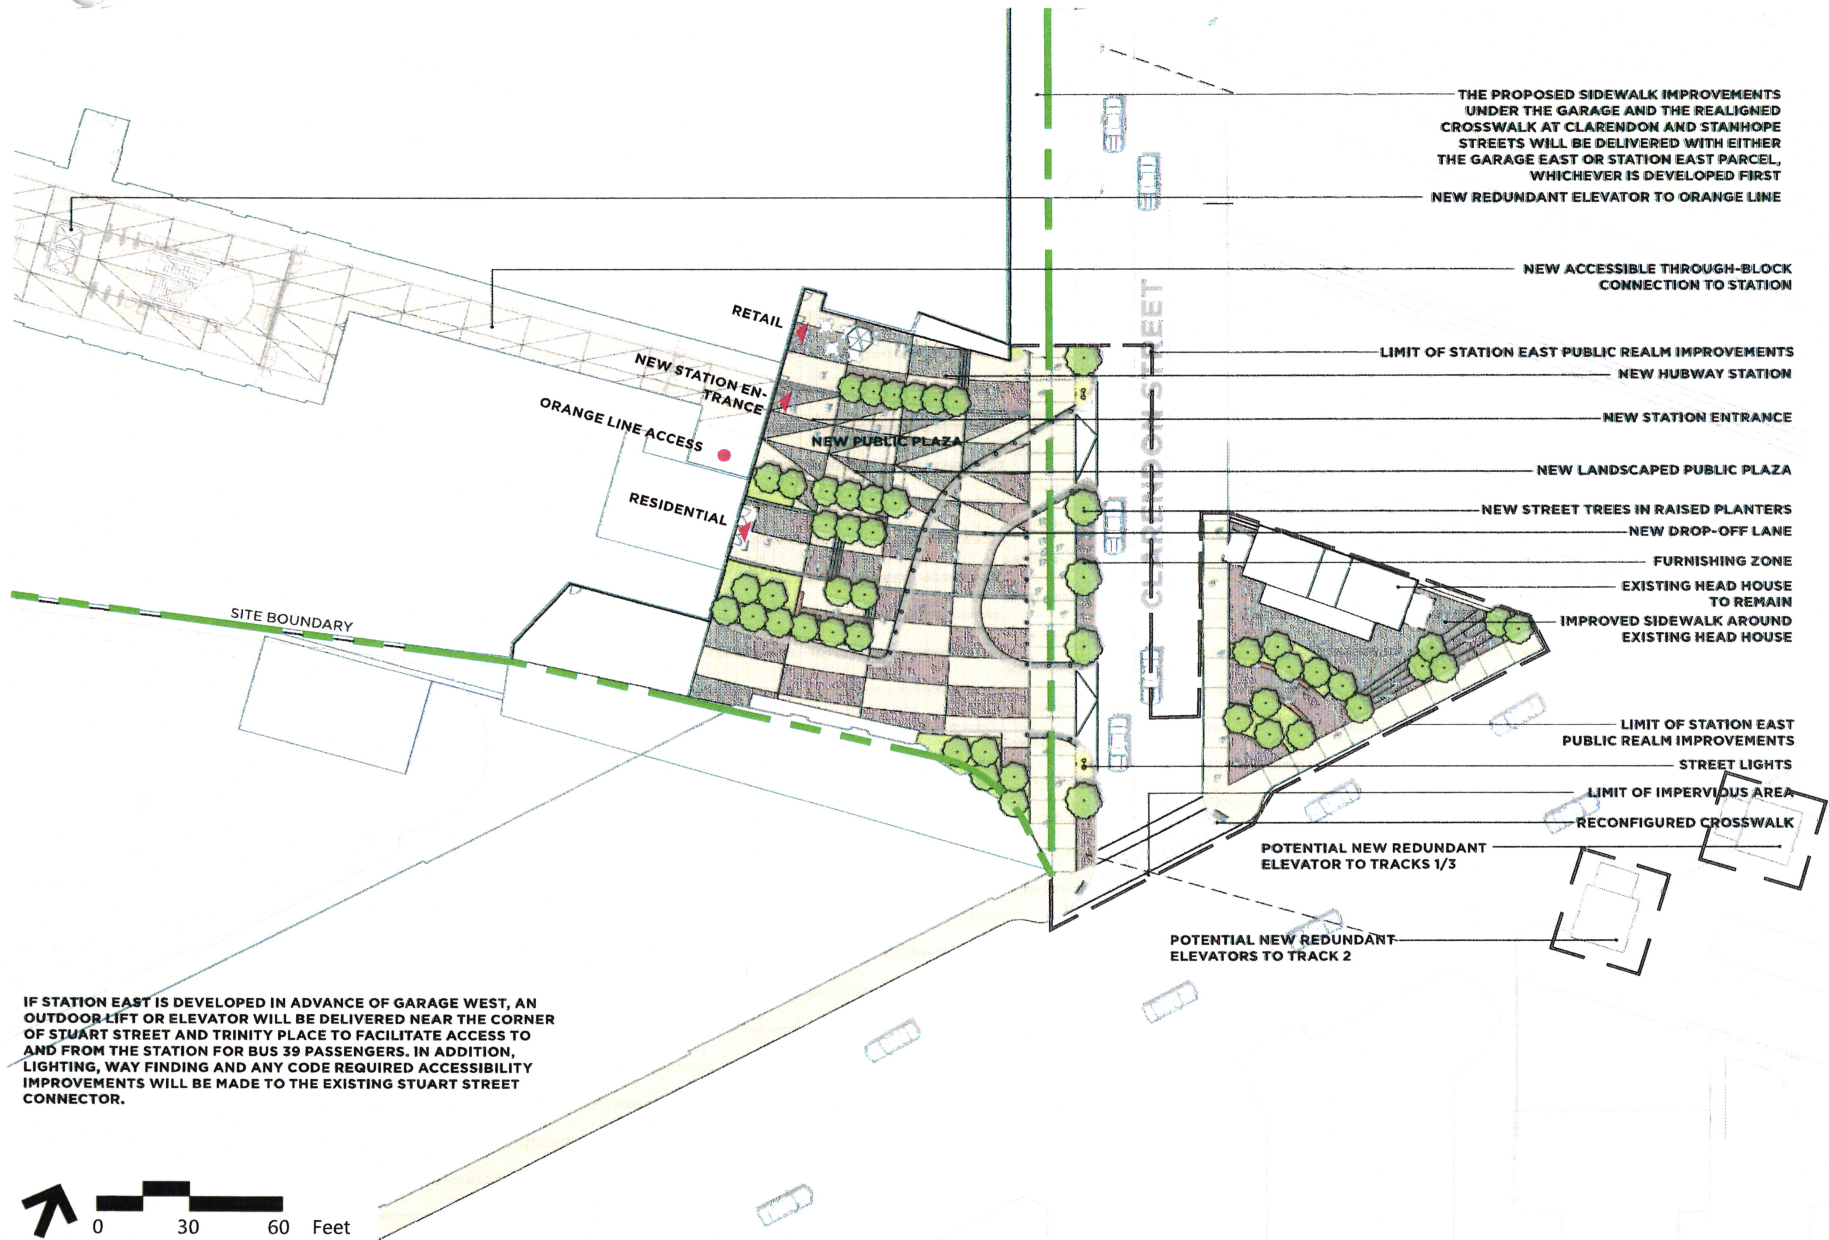 THE PROPOSED SIDEWALK IMPROVEMENTS
UNDER THE GARAGE AND THE REALIGNED
CROSSWALK AT CLARENDON AND STANHOPE
STREETS WILL BE DELIVERED WITH EITHER
THE GARAGE EAST OR STATION EAST PARCEL,
WHICHEVER IS DEVELOPED FIRST
NEW REDUNDANT ELEVATOR TO ORANGE LINE
NEW ACCESSIBLE THROUGH-BLOCK
CONNECTION TO STATION
LIMIT OF STATION EAST PUBLIC REALM IMPROVEMENTS
NEW HUBWAY STATION
NEW STATION ENTRANCE
NEW LANDSCAPED PUBLIC PLAZA
NEW STREET TREES IN RAISED PLANTERS
NEW DROP-OFF LANE
FURNISHING ZONE
EXISTING HEAD HOUSE
TO REMAIN
IMPROVED SIDEWALK AROUND
EXISTING HEAD HOUSE
LIMIT OF STATION EAST
PUBLIC REALM IMPROVEMENTS
STREET LIGHTS
LIMIT OF IMPERVIOUS AREA
RECONFIGURED CROSSWALK
POTENTIAL NEW REDUNDANT
ELEVATOR TO TRACKS 1/3
POTENTIAL NEW REDUNDANT
ELEVATORS TO TRACK 2
CLARENDON STREET
RETAIL
NEW STATION EN-
TRANCE
ORANGE LINE ACCESS
NEW PUBLIC PLAZA
RESIDENTIAL
SITE BOUNDARY
IF STATION EAST IS DEVELOPED IN ADVANCE OF GARAGE WEST, AN
OUTDOOR LIFT OR ELEVATOR WILL BE DELIVERED NEAR THE CORNER
OF STUART STREET AND TRINITY PLACE TO FACILITATE ACCESS TO
AND FROM THE STATION FOR BUS 39 PASSENGERS. IN ADDITION,
LIGHTING, WAY FINDING AND ANY CODE REQUIRED ACCESSIBILITY
IMPROVEMENTS WILL BE MADE TO THE EXISTING STUART STREET
CONNECTOR.
0 30 60 Feet